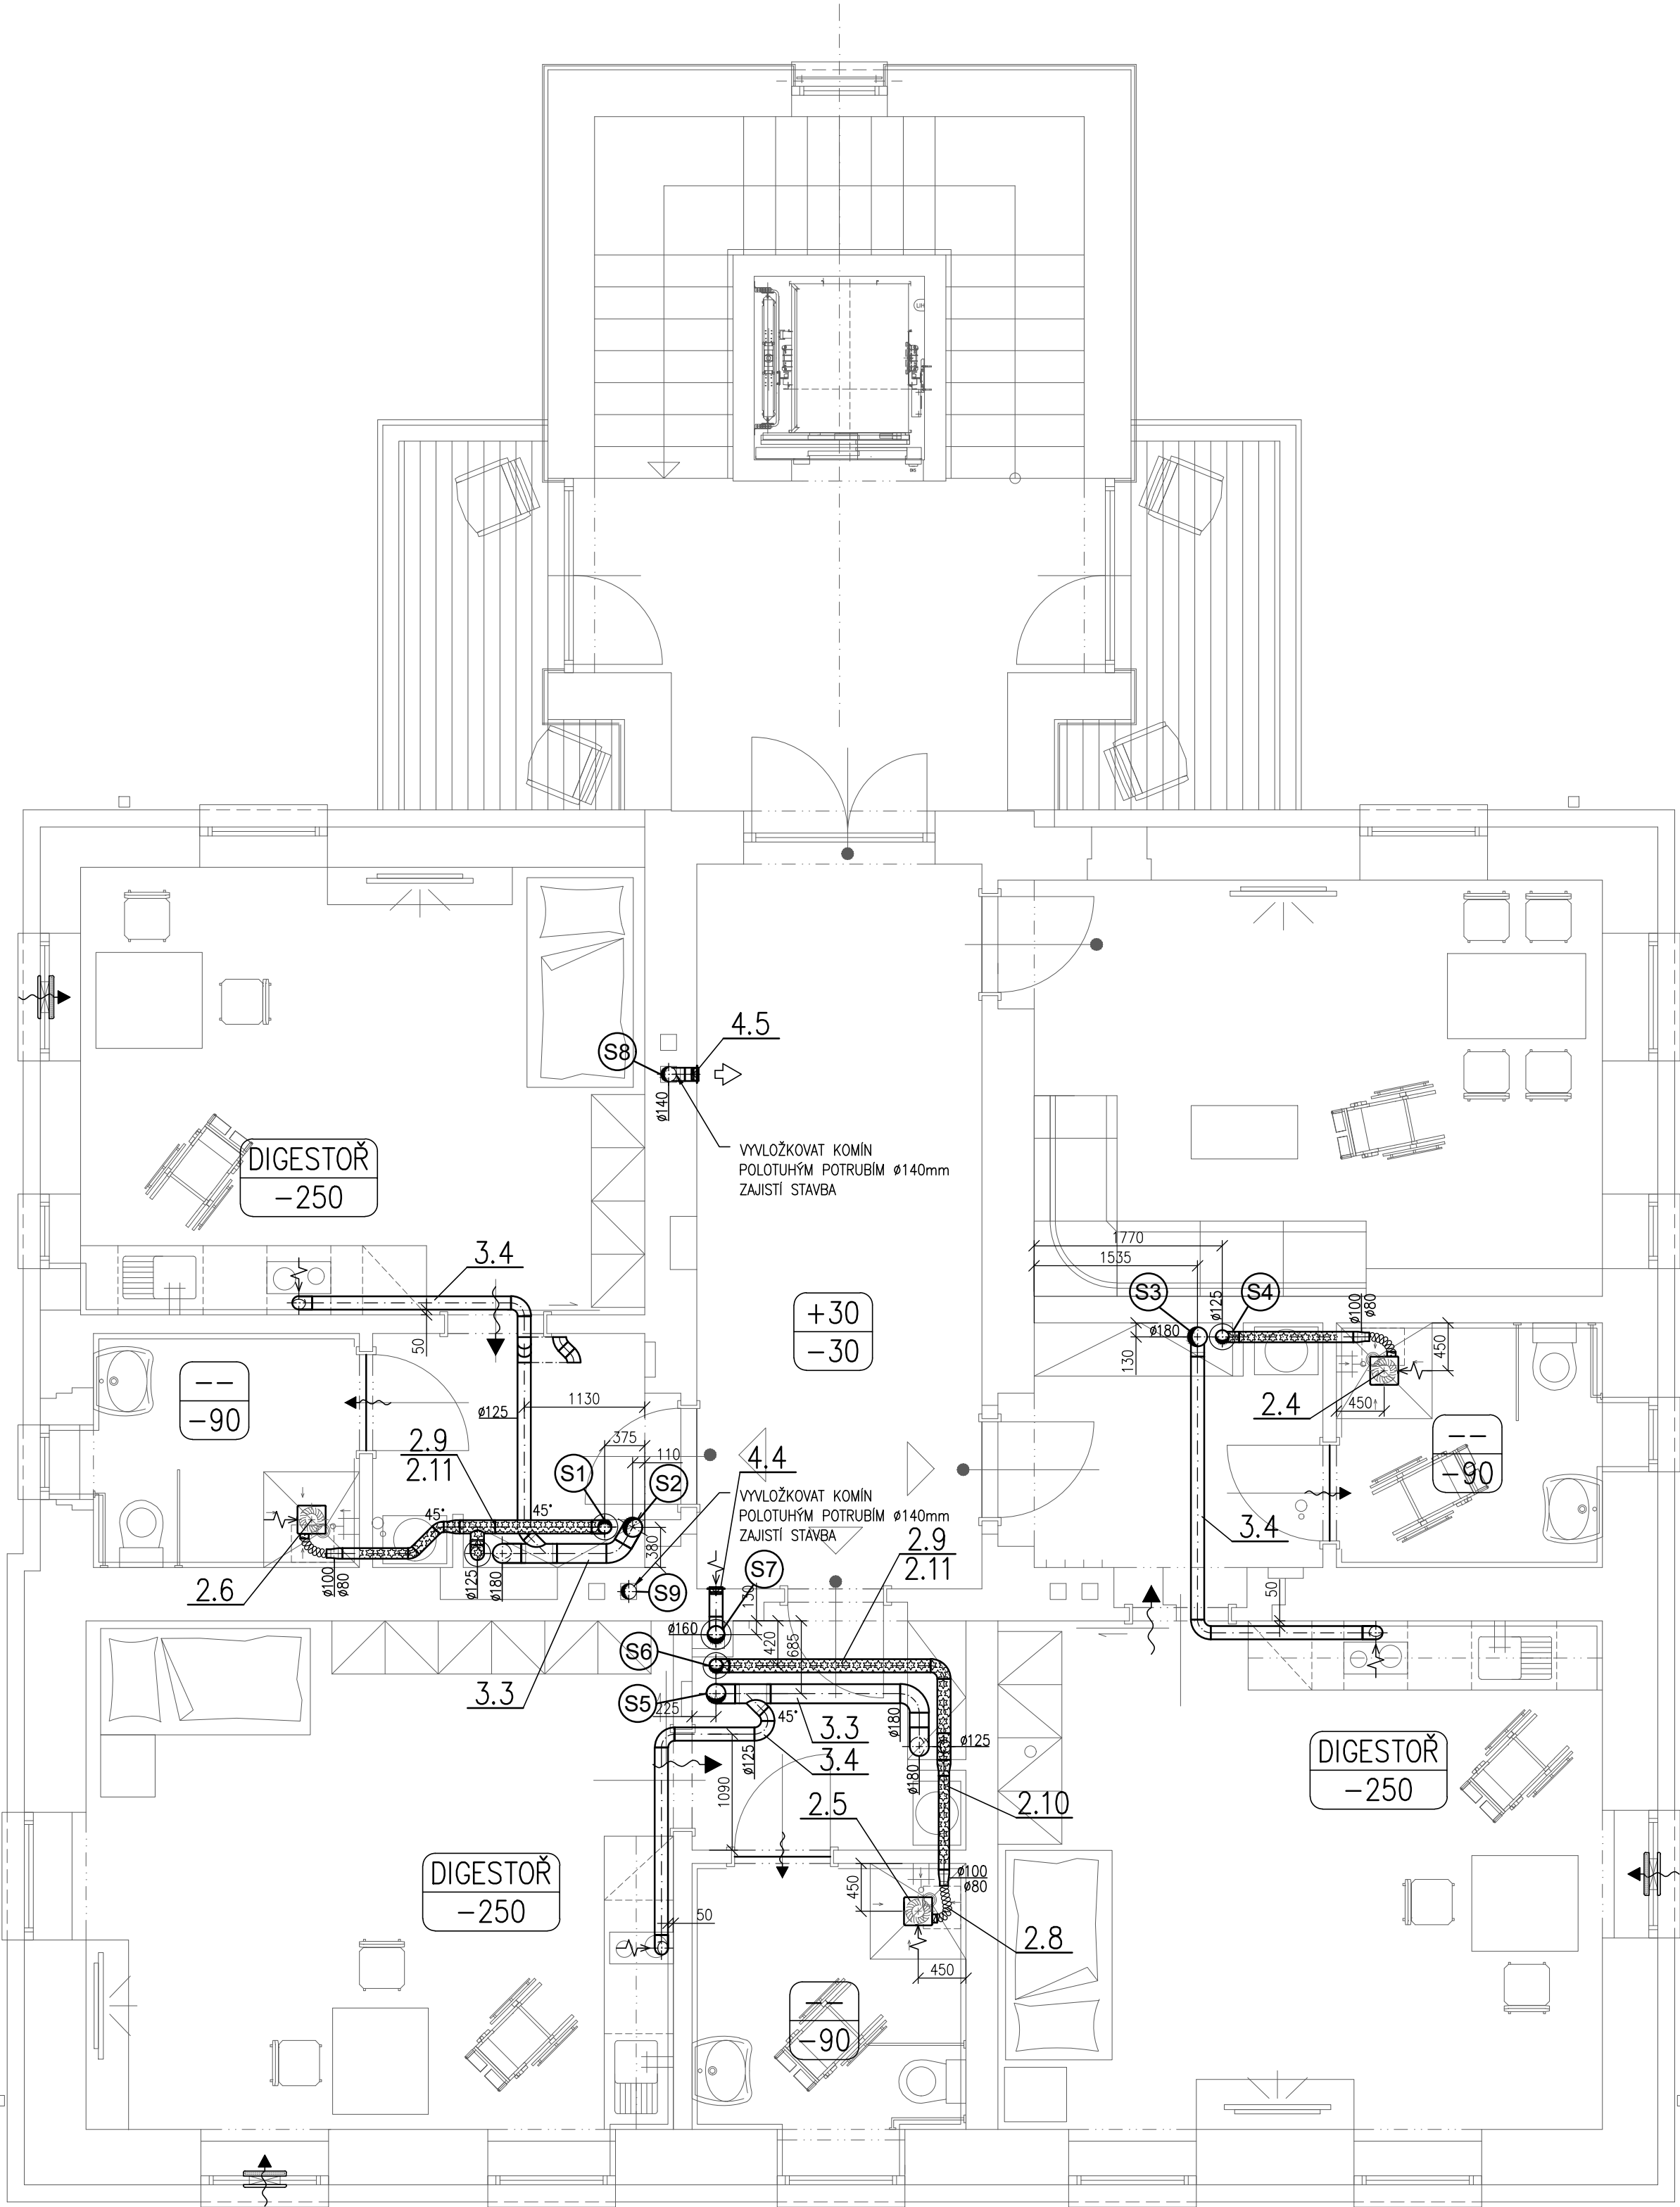 S8
4.5
ø140
VYVLOŽKOVAT KOMÍN
POLOTUHÝM POTRUBÍM ø140mm
ZAJISTÍ STAVBA
DIGESTOŘ
-250
3.4
50
+30
-30
1770
1535
S3
ø125
S4
ø100
ø80
ø180
130
450
2.4
450
--
-90
3.4
50
--
-90
ø125
1130
375
110
2.9
2.11
S1
S2
45°
45°
380
4.4
VYVLOŽKOVAT KOMÍN
POLOTUHÝM POTRUBÍM ø140mm
ZAJISTÍ STAVBA
2.9
2.11
2.6
ø100
ø80
ø125
ø180
S9
S7
130
ø160
420
685
S6
3.3
S5
225
45°
3.3
3.4
ø125
ø180
ø125
ø180
1090
2.5
2.10
DIGESTOŘ
-250
DIGESTOŘ
-250
50
450
ø100
ø80
2.8
450
--
-90